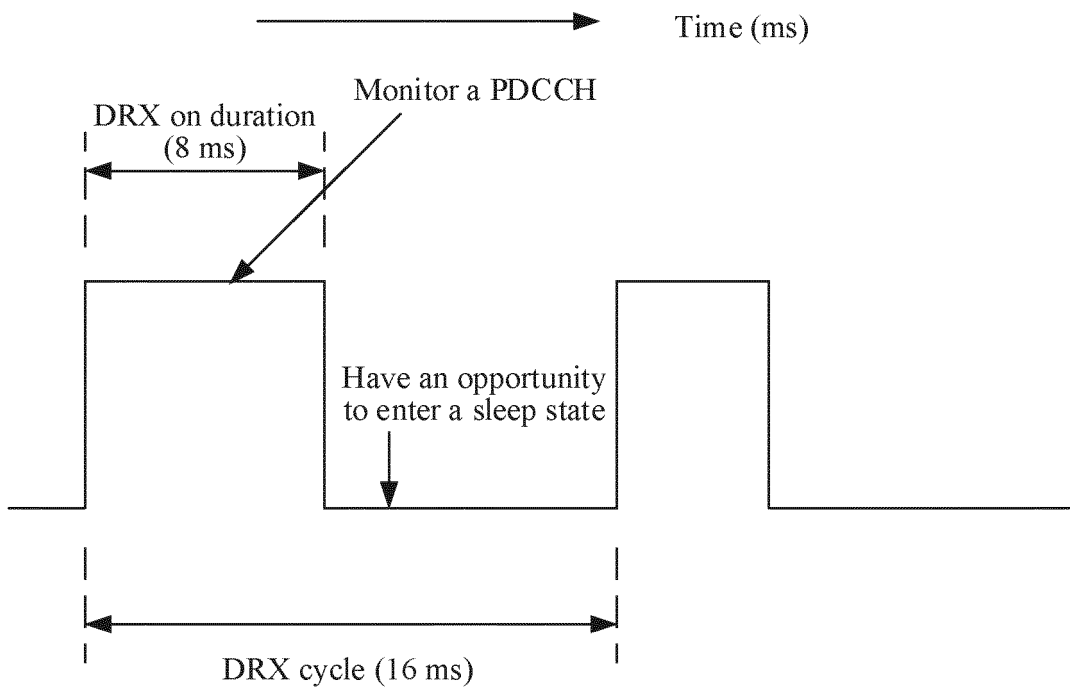 Time (ms)
Monitor a PDCCH
DRX on duration
(8 ms)
Have an opportunity
to enter a sleep state
DRX cycle (16 ms)